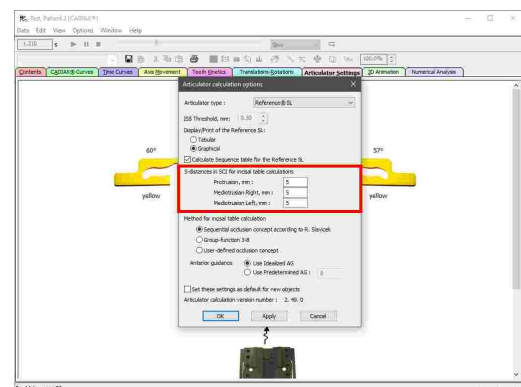 Test, Patient 2 (CADIAX®)
Data Edit View Options Window Help
1.210 s
Save
100.0%
Contents CADIAX® Curves Time Curves Axis Movement Tooth Kinetics Translations-Rotations Articulator Settings 3D Animation Numerical Analysis
Articulator calculation options
Articulator type : Reference® SL
ISS Threshold, mm: 0.30
Display/Print of the Reference SL:
Tabular
Graphical
Calculate Sequence table for the Reference SL
60° 57°
S-distances in SCI for incisal table calculations
Protrusion, mm : 5
Mediotrusion Right, mm : 5
Mediotrusion Left, mm : 5
yellow yellow
Method for incisal table calculation
Sequential occlusion concept according to R. Slavicek
Group-function 3-8
User-defined occlusion concept
Anterior guidance Use Idealized AG
Use Predetermined AG : 0
Set these settings as default for new objects
Articulator calculation version number : 2. 49. 0
OK Apply Cancel